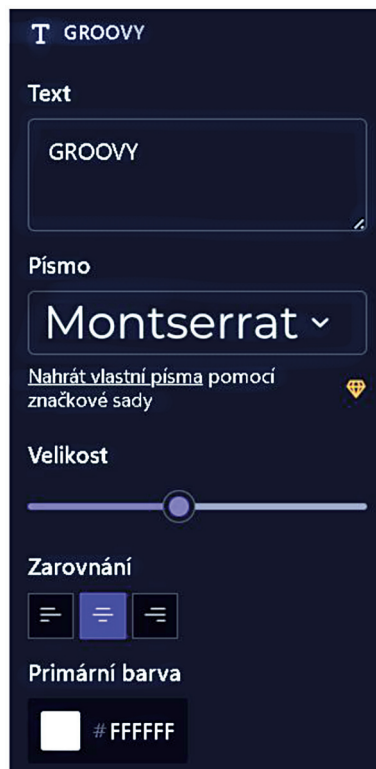 T GROOVY
Text
GROOVY
Písmo
Montserrat
Nahrát vlastní písma pomocí
značkové sady
Velikost
Zarovnání
Primární barva
#FFFFFF